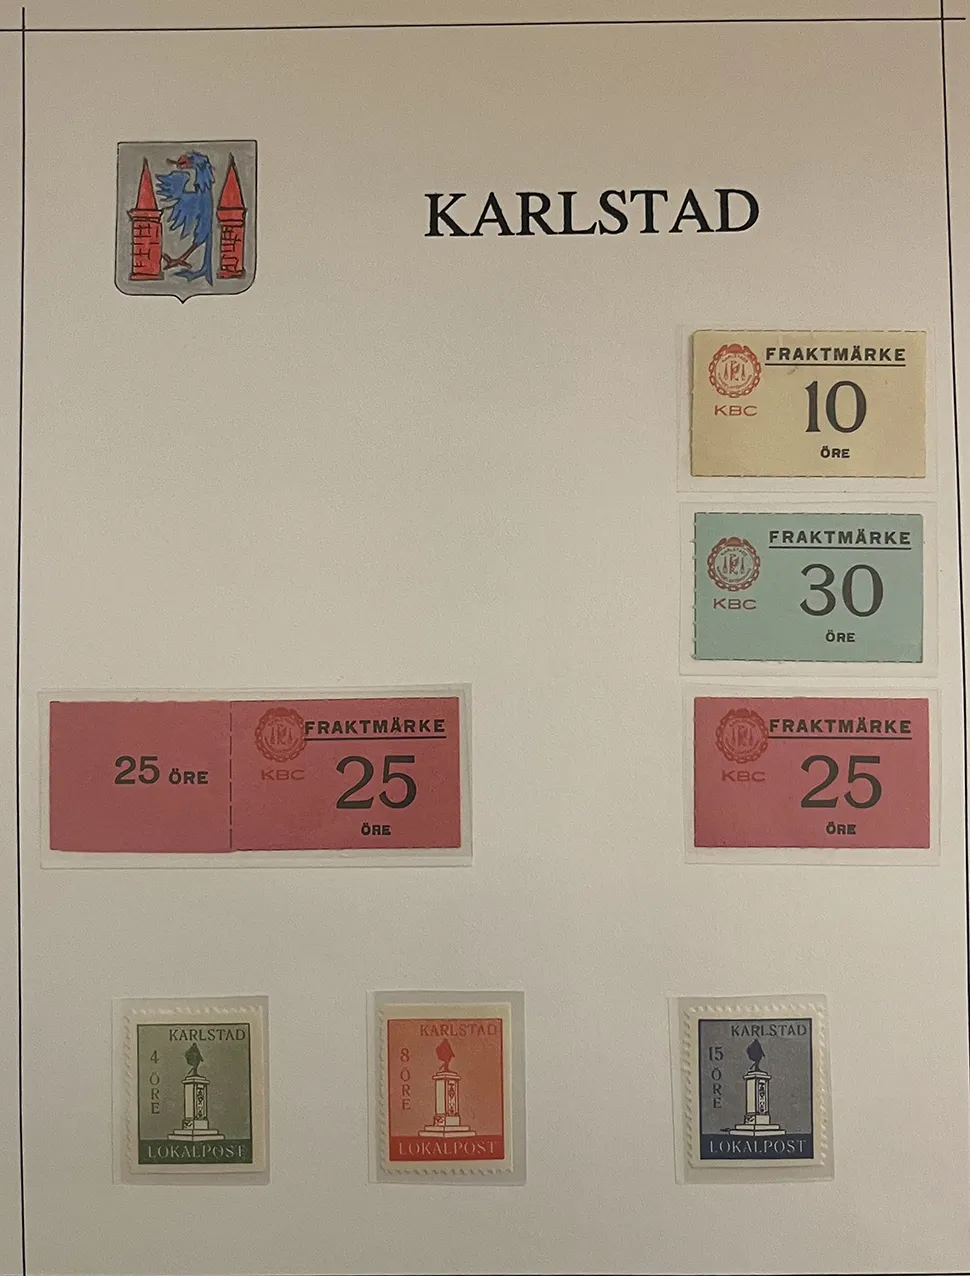 KARLSTAD
FRAKTMÄRKE
KBC
10
ÖRE
FRAKTMÄRKE
KBC
30
ÖRE
25 ÖRE
FRAKTMÄRKE
KBC
25
ÖRE
FRAKTMÄRKE
KBC
25
ÖRE
KARLSTAD
4 ÖRE
LOKALPOST
KARLSTAD
8 ÖRE
LOKALPOST
KARLSTAD
15 ÖRE
LOKALPOST